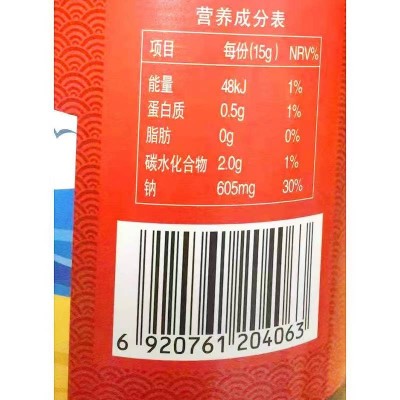 营养成分表
项目 每份(15g) NRV%
能量 48kJ 1%
蛋白质 0.5g 1%
脂肪 0g 0%
碳水化合物 2.0g 1%
钠 605mg 30%
6 920761 204063